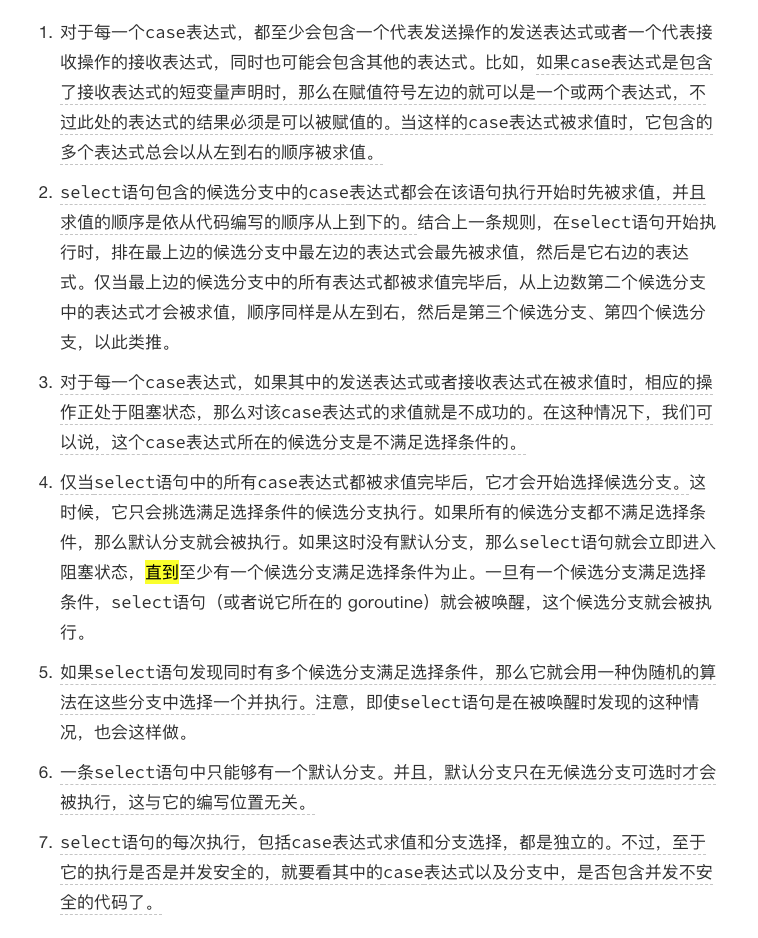 1. 对于每一个case表达式，都至少会包含一个代表发送操作的发送表达式或者一个代表接
收操作的接收表达式，同时也可能会包含其他的表达式。比如，如果case表达式是包含
了接收表达式的短变量声明时，那么在赋值符号左边的就可以是一个或两个表达式，不
过此处的表达式的结果必须是可以被赋值的。当这样的case表达式被求值时，它包含的
多个表达式总会以从左到右的顺序被求值。
2. select语句包含的候选分支中的case表达式都会在该语句执行开始时先被求值，并且
求值的顺序是依从代码编写的顺序从上到下的。结合上一条规则，在select语句开始执
行时，排在最上边的候选分支中最左边的表达式会最先被求值，然后是它右边的表达
式。仅当最上边的候选分支中的所有表达式都被求值完毕后，从上边数第二个候选分支
中的表达式才会被求值，顺序同样是从左到右，然后是第三个候选分支、第四个候选分
支，以此类推。
3. 对于每一个case表达式，如果其中的发送表达式或者接收表达式在被求值时，相应的操
作正处于阻塞状态，那么对该case表达式的求值就是不成功的。在这种情况下，我们可
以说，这个case表达式所在的候选分支是不满足选择条件的。
4. 仅当select语句中的所有case表达式都被求值完毕后，它才会开始选择候选分支。这
时候，它只会挑选满足选择条件的候选分支执行。如果所有的候选分支都不满足选择条
件，那么默认分支就会被执行。如果这时没有默认分支，那么select语句就会立即进入
阻塞状态，直到至少有一个候选分支满足选择条件为止。一旦有一个候选分支满足选择
条件，select语句（或者说它所在的 goroutine）就会被唤醒，这个候选分支就会被执
行。
5. 如果select语句发现同时有多个候选分支满足选择条件，那么它就会用一种伪随机的算
法在这些分支中选择一个并执行。注意，即使select语句是在被唤醒时发现的这种情
况，也会这样做。
6. 一条select语句中只能够有一个默认分支。并且，默认分支只在无候选分支可选时才会
被执行，这与它的编写位置无关。
7. select语句的每次执行，包括case表达式求值和分支选择，都是独立的。不过，至于
它的执行是否是并发安全的，就要看其中的case表达式以及分支中，是否包含并发不安
全的代码了。